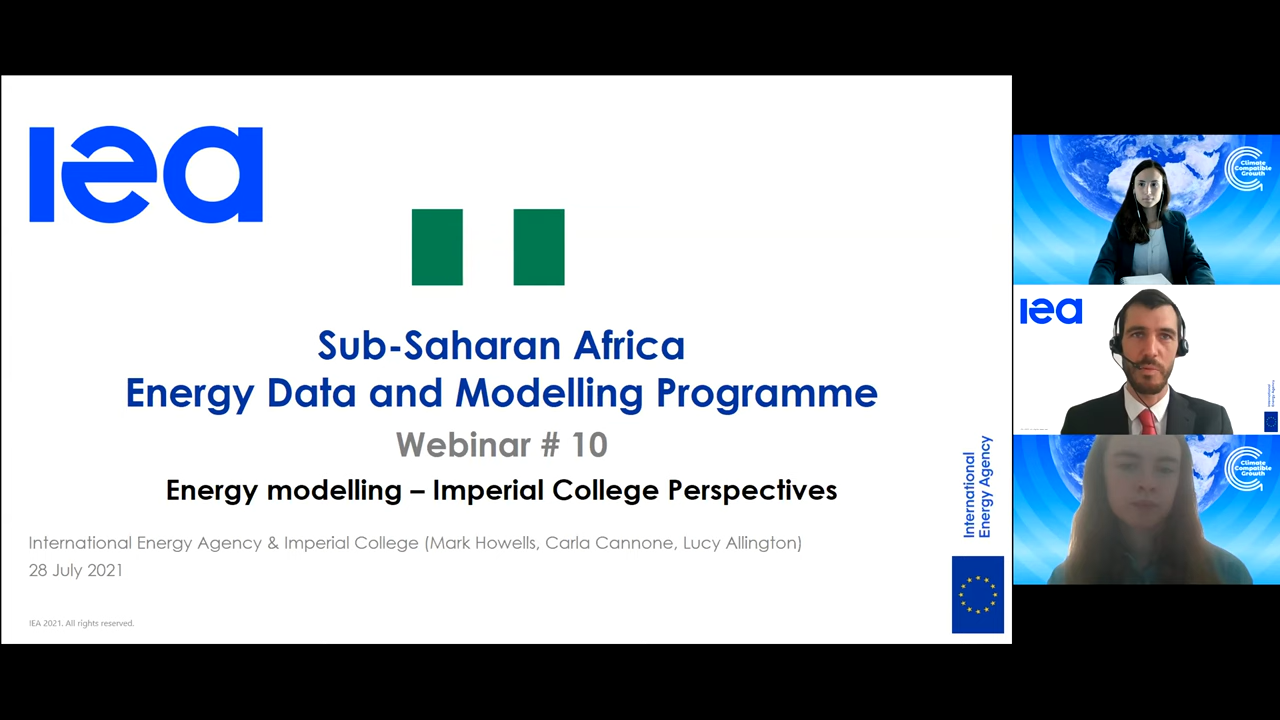 iea
Sub-Saharan Africa
Energy Data and Modelling Programme
Webinar # 10
Energy modelling – Imperial College Perspectives
International Energy Agency & Imperial College (Mark Howells, Carla Cannone, Lucy Allington)
28 July 2021
IEA 2021. All rights reserved.
International
Energy Agency
Climate
Compatible
Growth
iea
Climate
Compatible
Growth